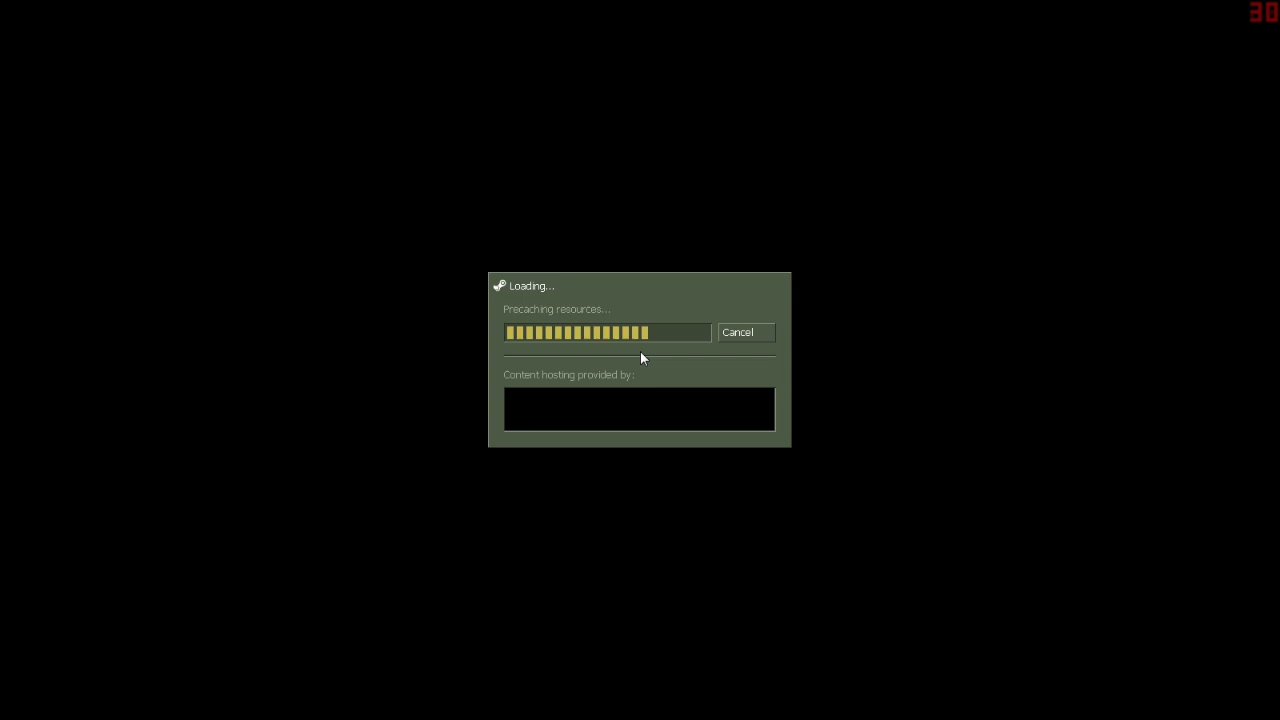 30
Loading...
Precaching resources...
Cancel
Content hosting provided by: